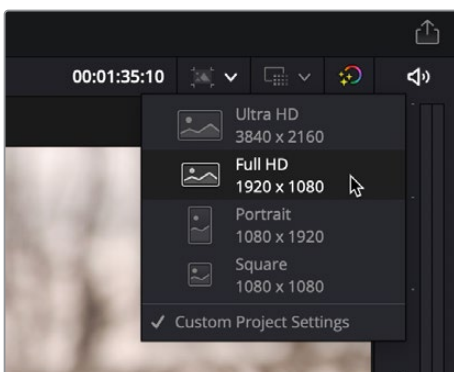 00:01:35:10
Ultra HD
3840 x 2160
Full HD
1920 x 1080
Portrait
1080 x 1920
Square
1080 x 1080
Custom Project Settings